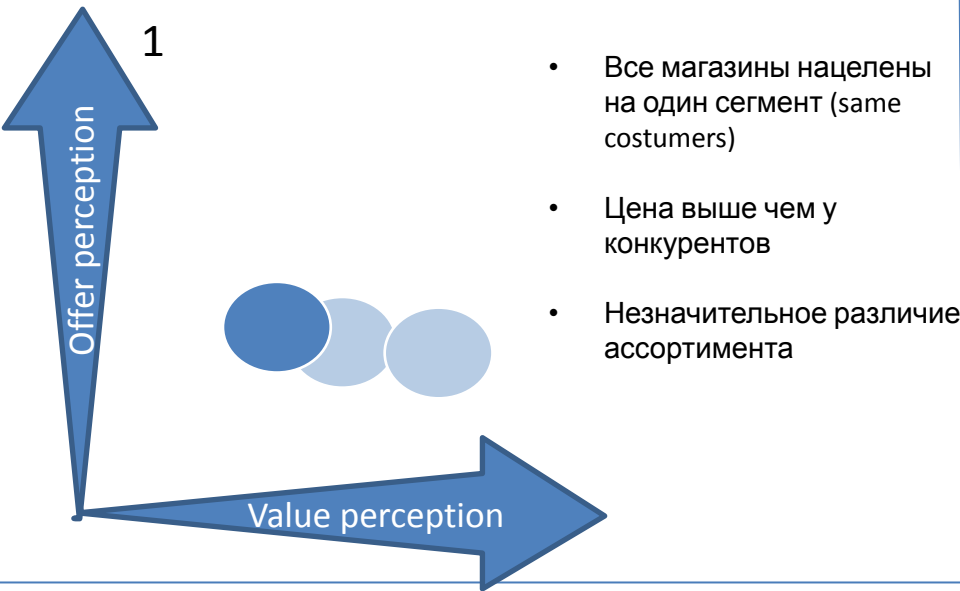 1
Offer perception
Value perception
• Все магазины нацелены
на один сегмент (same
costumers)
• Цена выше чем у
конкурентов
• Незначительное различие
ассортимента